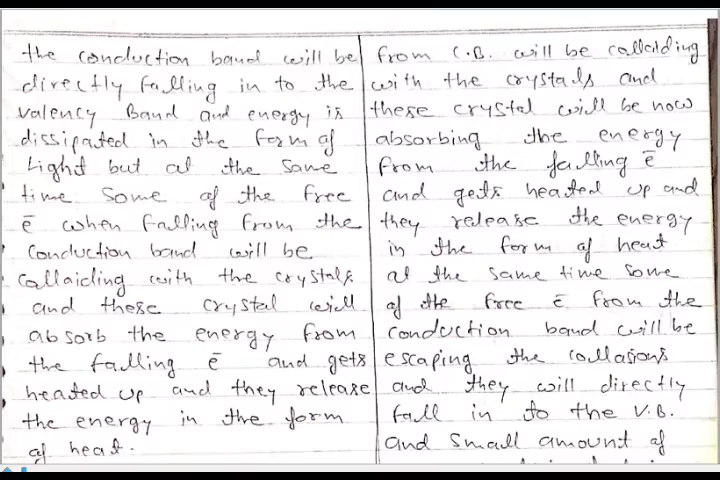 the conduction band will be
directly falling in to the
valency Band and energy is
dissipated in the form of
Light but at the same
time some of the free
ē when falling from the
conduction band will be
collaiding with the crystals
and these crystal will
absorb the energy from
the falling ē and gets
heated up and they release
the energy in the form
of heat.
from C.B. will be collaiding
with the crystals and
these crystal will be now
absorbing the energy
from the falling ē
and gets heated up and
they release the energy
in the form of heat
at the same time some
of the free ē from the
conduction band will be
escaping the collasions
and they will directly
fall in to the V.B.
and small amount of